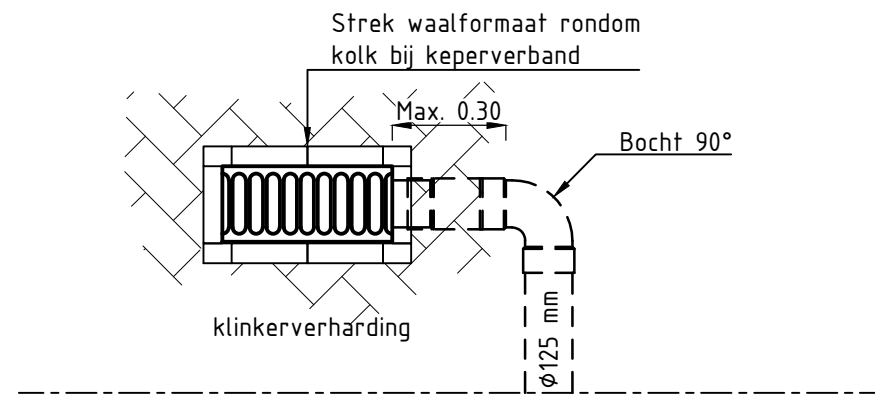 Strek waalformaat rondom
kolk bij keperverband
Max. 0.30
Bocht 90°
klinkerverharding
ϕ125 mm